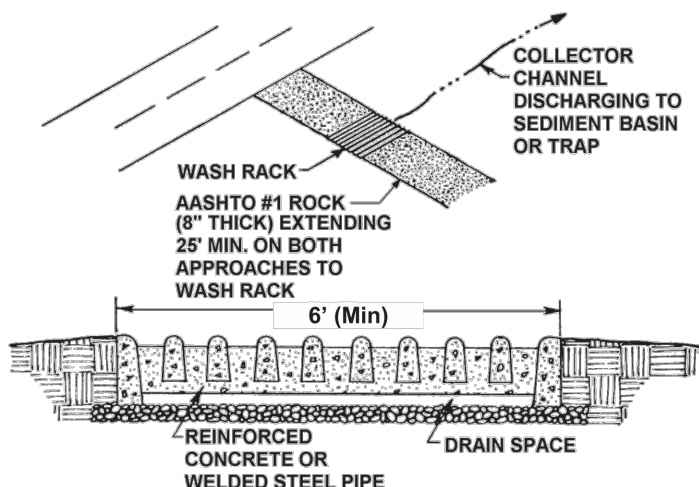 COLLECTOR
CHANNEL
DISCHARGING TO
SEDIMENT BASIN
OR TRAP
WASH RACK
AASHTO #1 ROCK
(8" THICK) EXTENDING
25' MIN. ON BOTH
APPROACHES TO
WASH RACK
6’ (Min)
REINFORCED
CONCRETE OR
WELDED STEEL PIPE
DRAIN SPACE